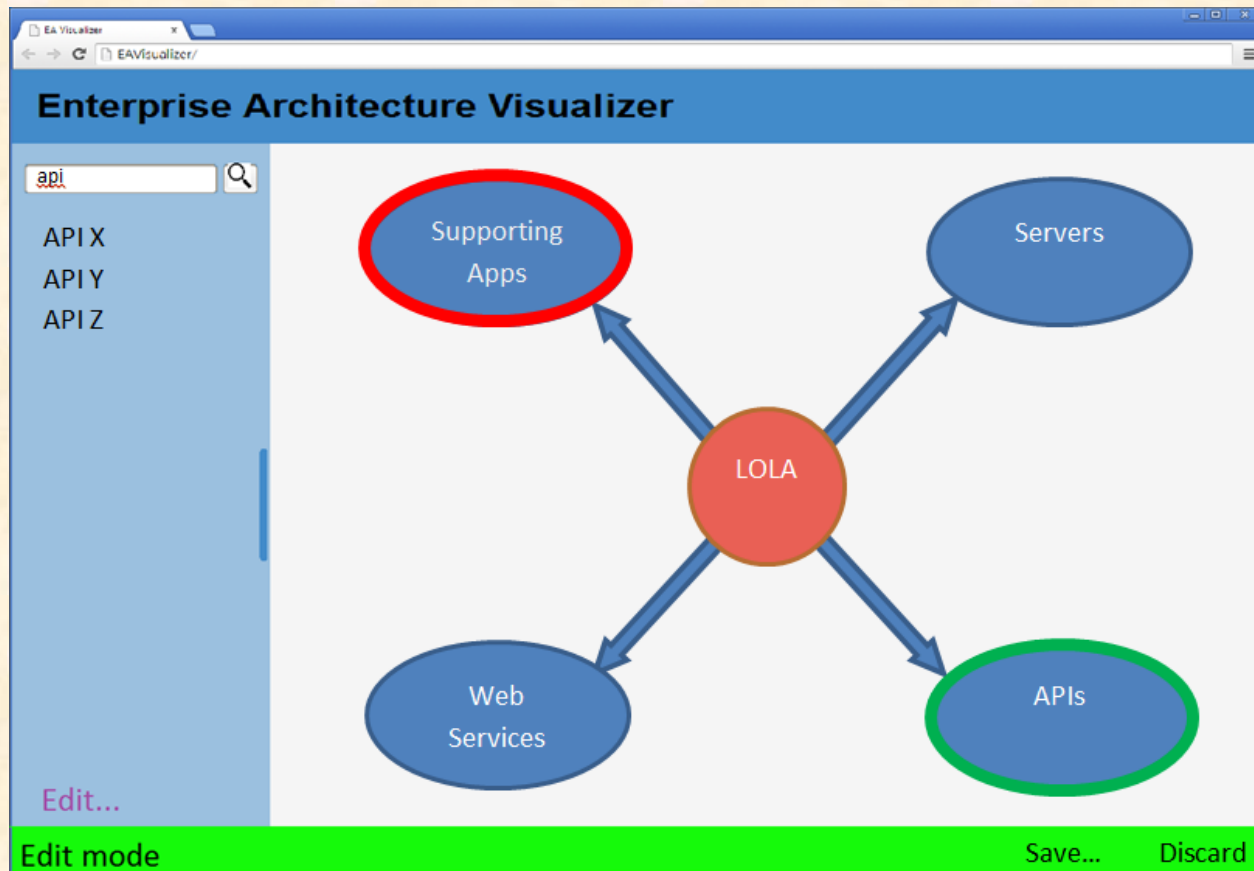 EA Visualizer
EAVisualizer/
Enterprise Architecture Visualizer
api
API X
API Y
API Z
Edit...
Supporting
Apps
Servers
LOLA
Web
Services
APIs
Edit mode
Save...
Discard